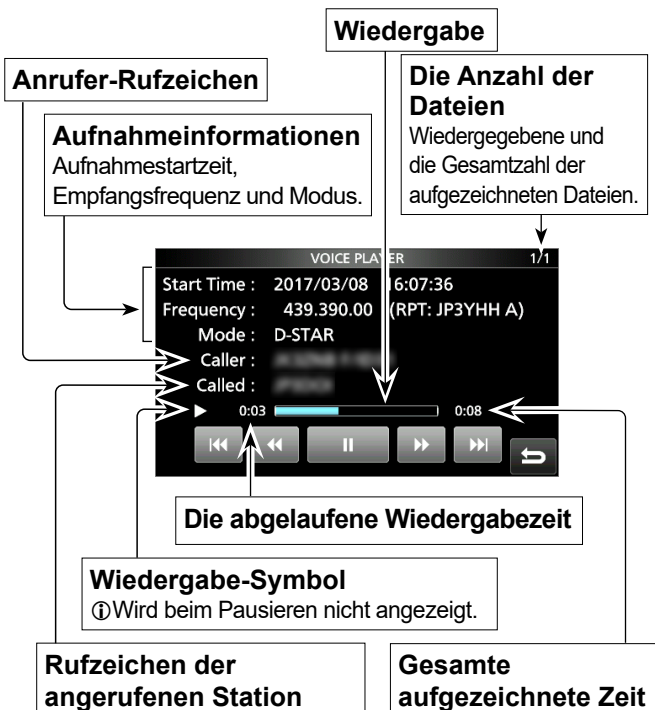 Wiedergabe
Anrufer-Rufzeichen
Die Anzahl der
Dateien
Wiedergegebene und
die Gesamtzahl der
aufgezeichneten Dateien.
Aufnahmeinformationen
Aufnahmestartzeit,
Empfangsfrequenz und Modus.
VOICE PLAYER 1/1
Start Time : 2017/03/08 16:07:36
Frequency : 439.390.00 (RPT: JP3YHH A)
Mode : D-STAR
Caller :
Called :
0:03 0:08
Die abgelaufene Wiedergabezeit
Wiedergabe-Symbol
ⓘWird beim Pausieren nicht angezeigt.
Rufzeichen der
angerufenen Station
Gesamte
aufgezeichnete Zeit